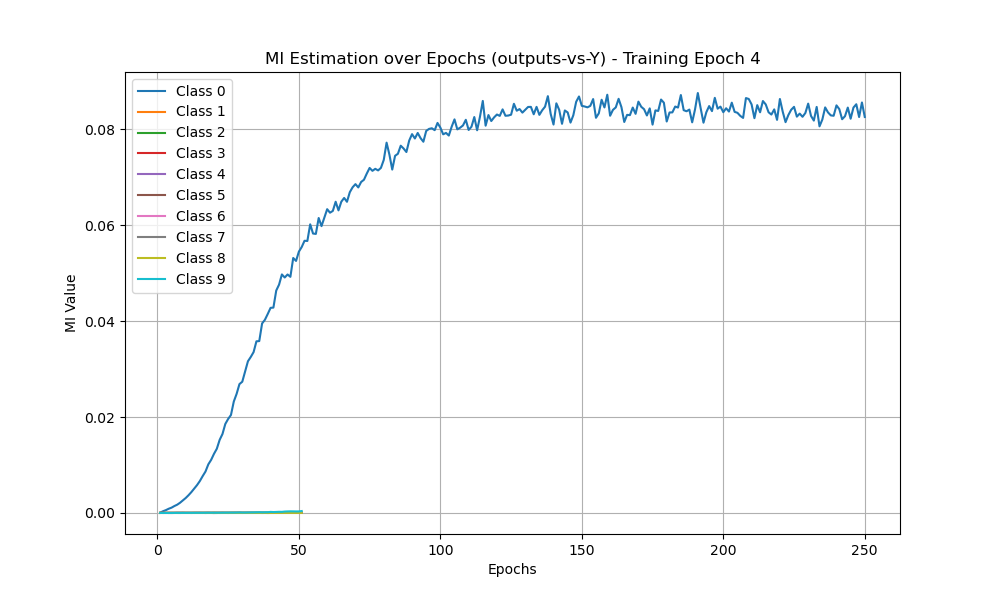 MI Estimation over Epochs (outputs-vs-Y) - Training Epoch 4
Class 0
Class 1
Class 2
Class 3
Class 4
Class 5
Class 6
Class 7
Class 8
Class 9
MI Value
0.08
0.06
0.04
0.02
0.00
0
50
100
150
200
250
Epochs